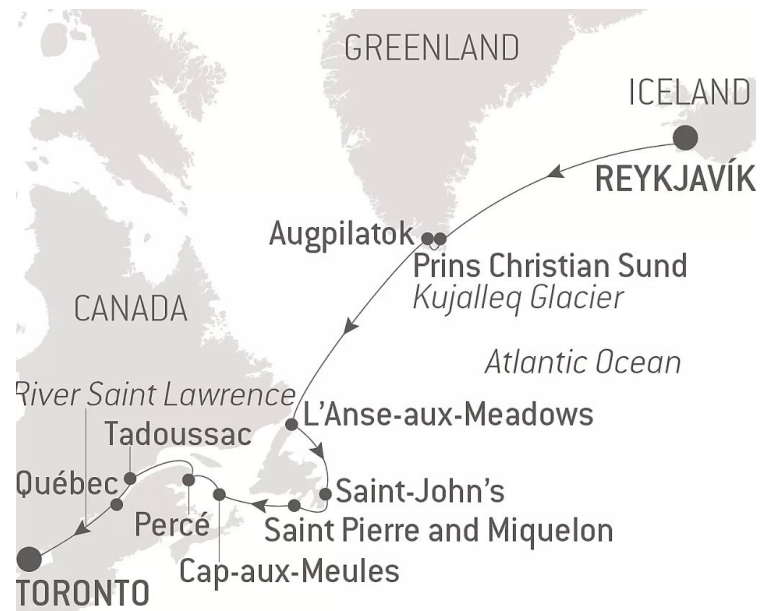 GREENLAND
ICELAND
REYKJAVÍK
Augpilatok
Prins Christian Sund
Kujalleq Glacier
CANADA
Atlantic Ocean
River Saint Lawrence
L'Anse-aux-Meadows
Tadoussac
Québec
Saint-John's
Percé
Saint Pierre and Miquelon
Cap-aux-Meules
TORONTO